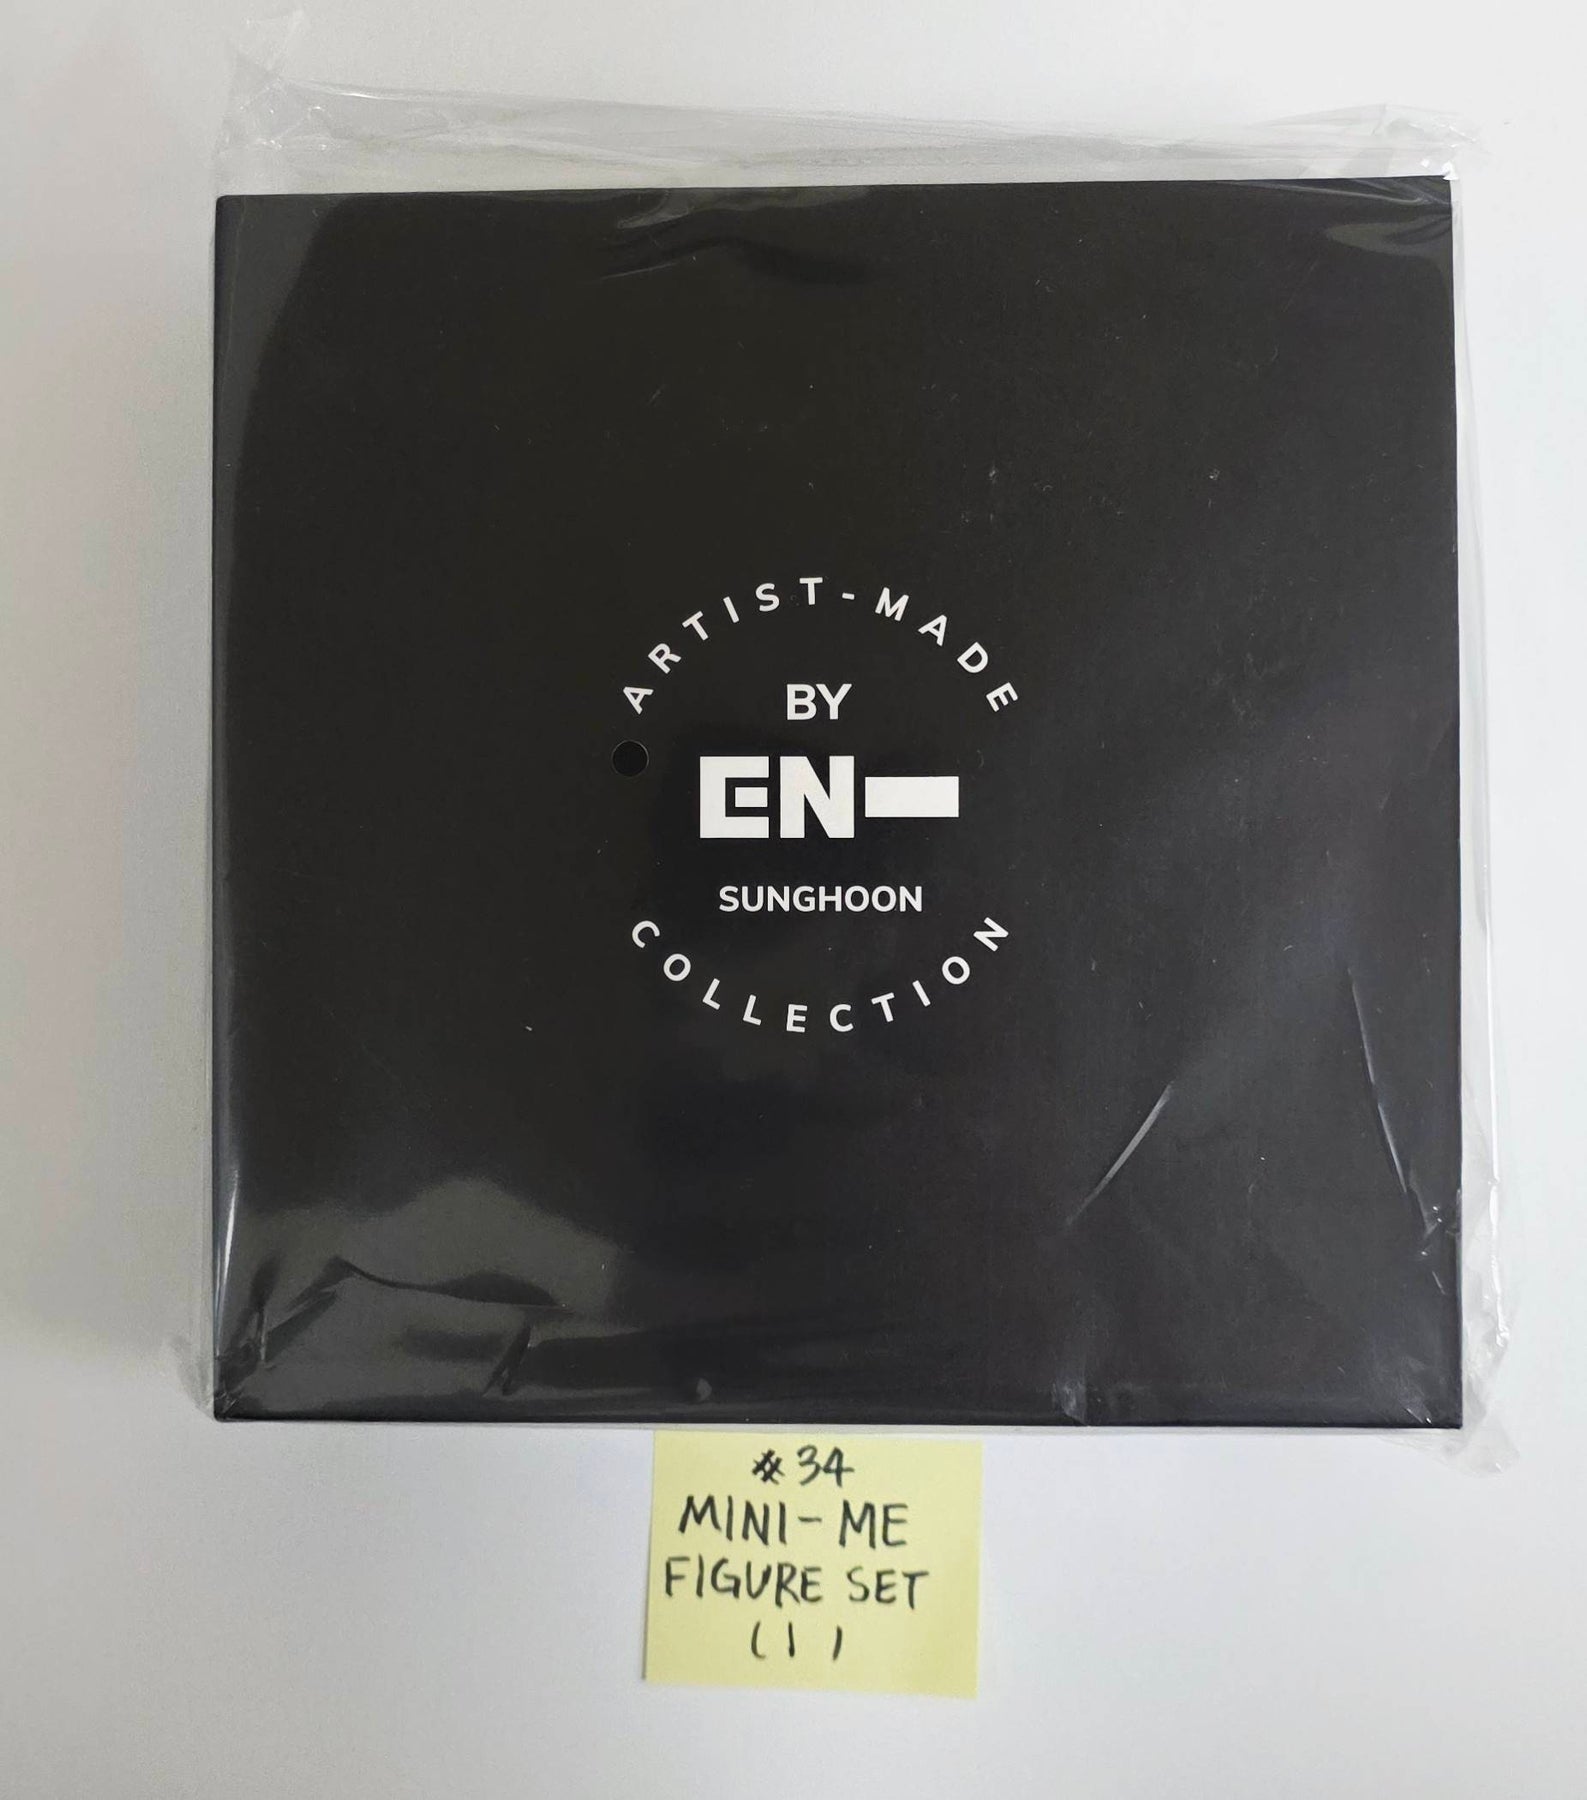 ARTIST-MADE
BY
EN-
SUNGHOON
COLLECTION
#34
MINI-ME
FIGURE SET
(1)